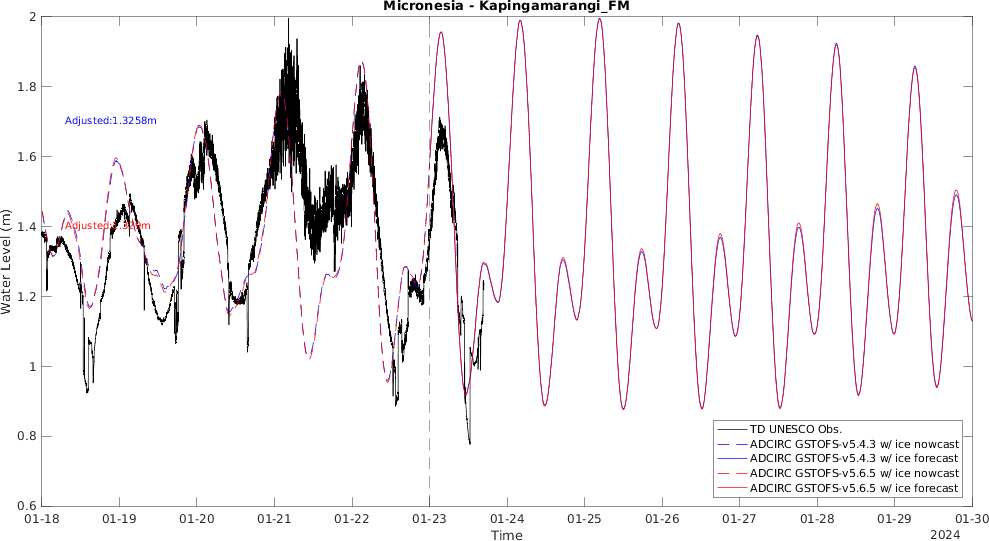 Micronesia - Kapingamarangi_FM
2
1.8
1.6
1.4
1.2
1
0.8
0.6
Water Level (m)
Adjusted:1.3258m
Adjusted:1.322m
01-18
01-19
01-20
01-21
01-22
01-23
01-24
01-25
01-26
01-27
01-28
01-29
01-30
Time
2024
TD UNESCO Obs.
ADCIRC GSTOFS-v5.4.3 w/ ice nowcast
ADCIRC GSTOFS-v5.4.3 w/ ice forecast
ADCIRC GSTOFS-v5.6.5 w/ ice nowcast
ADCIRC GSTOFS-v5.6.5 w/ ice forecast